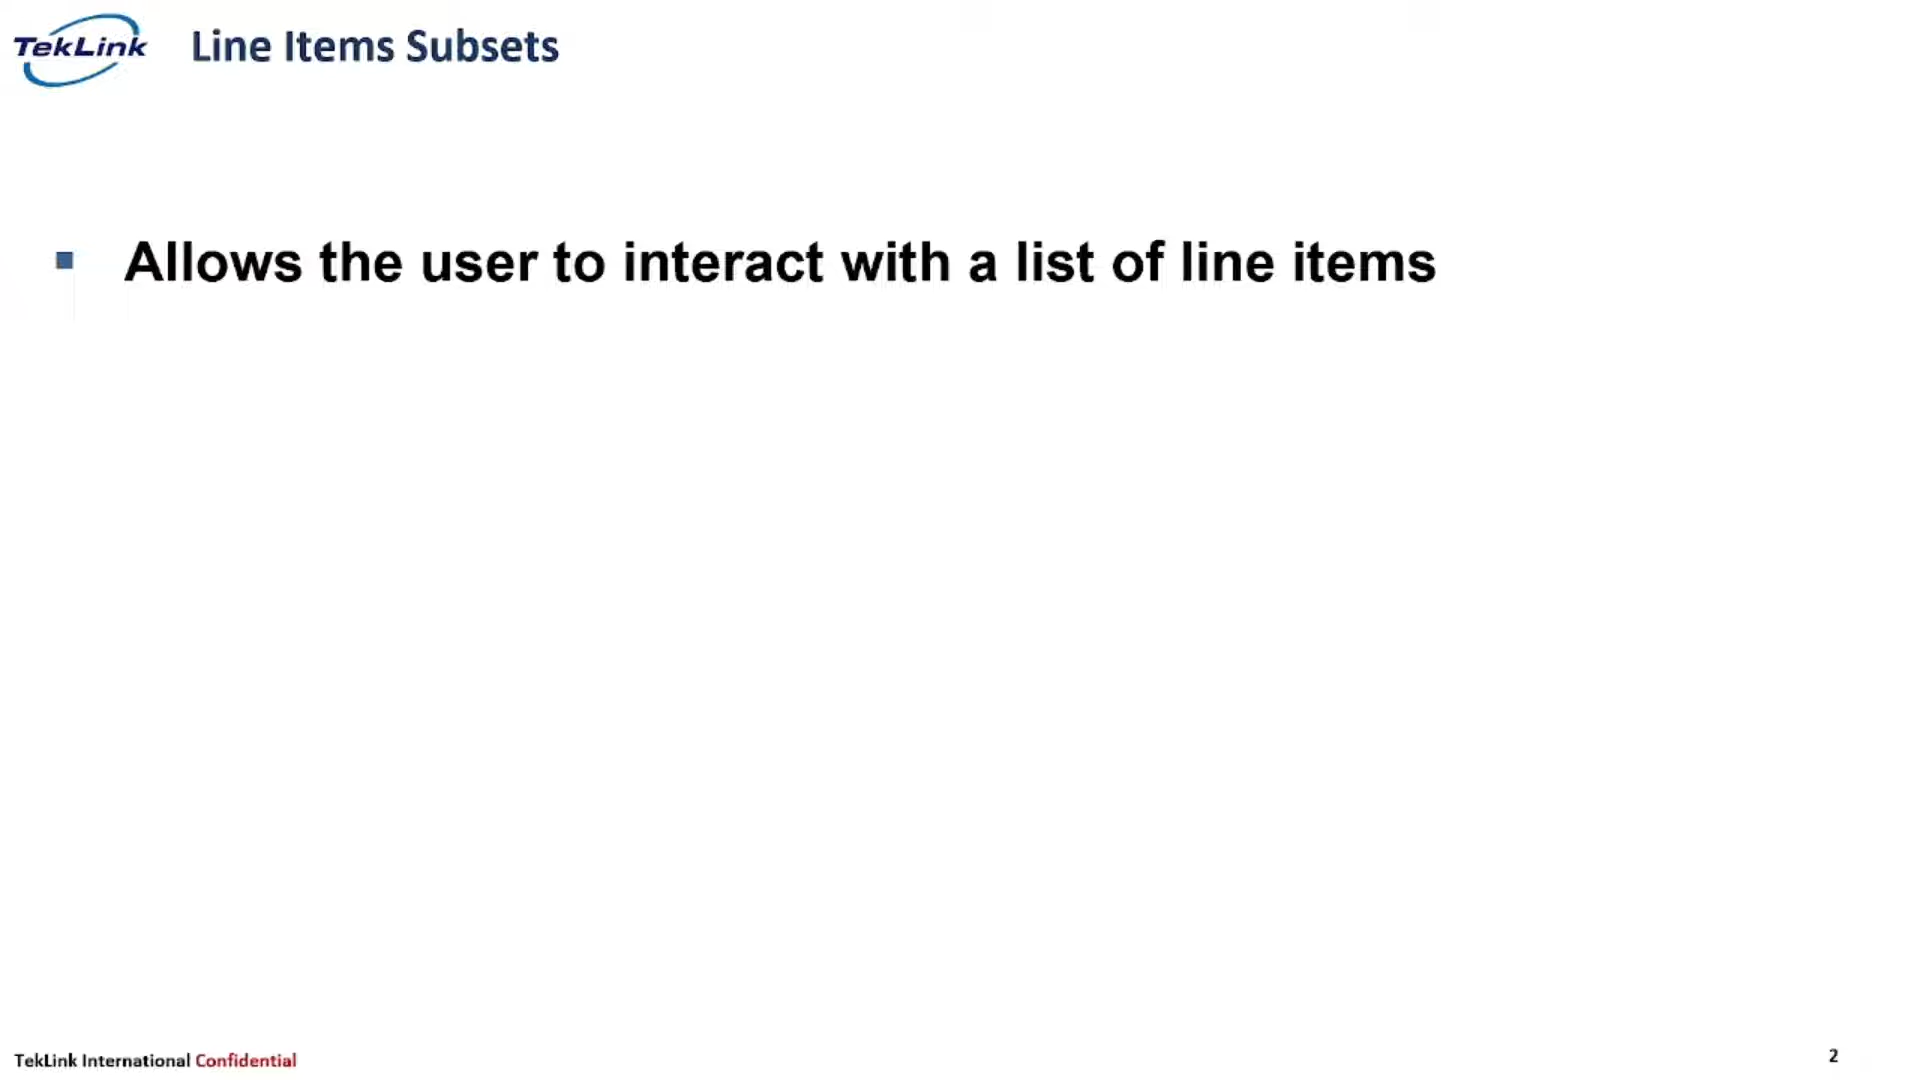 TekLink
Line Items Subsets
▪ Allows the user to interact with a list of line items
TekLink International Confidential
2